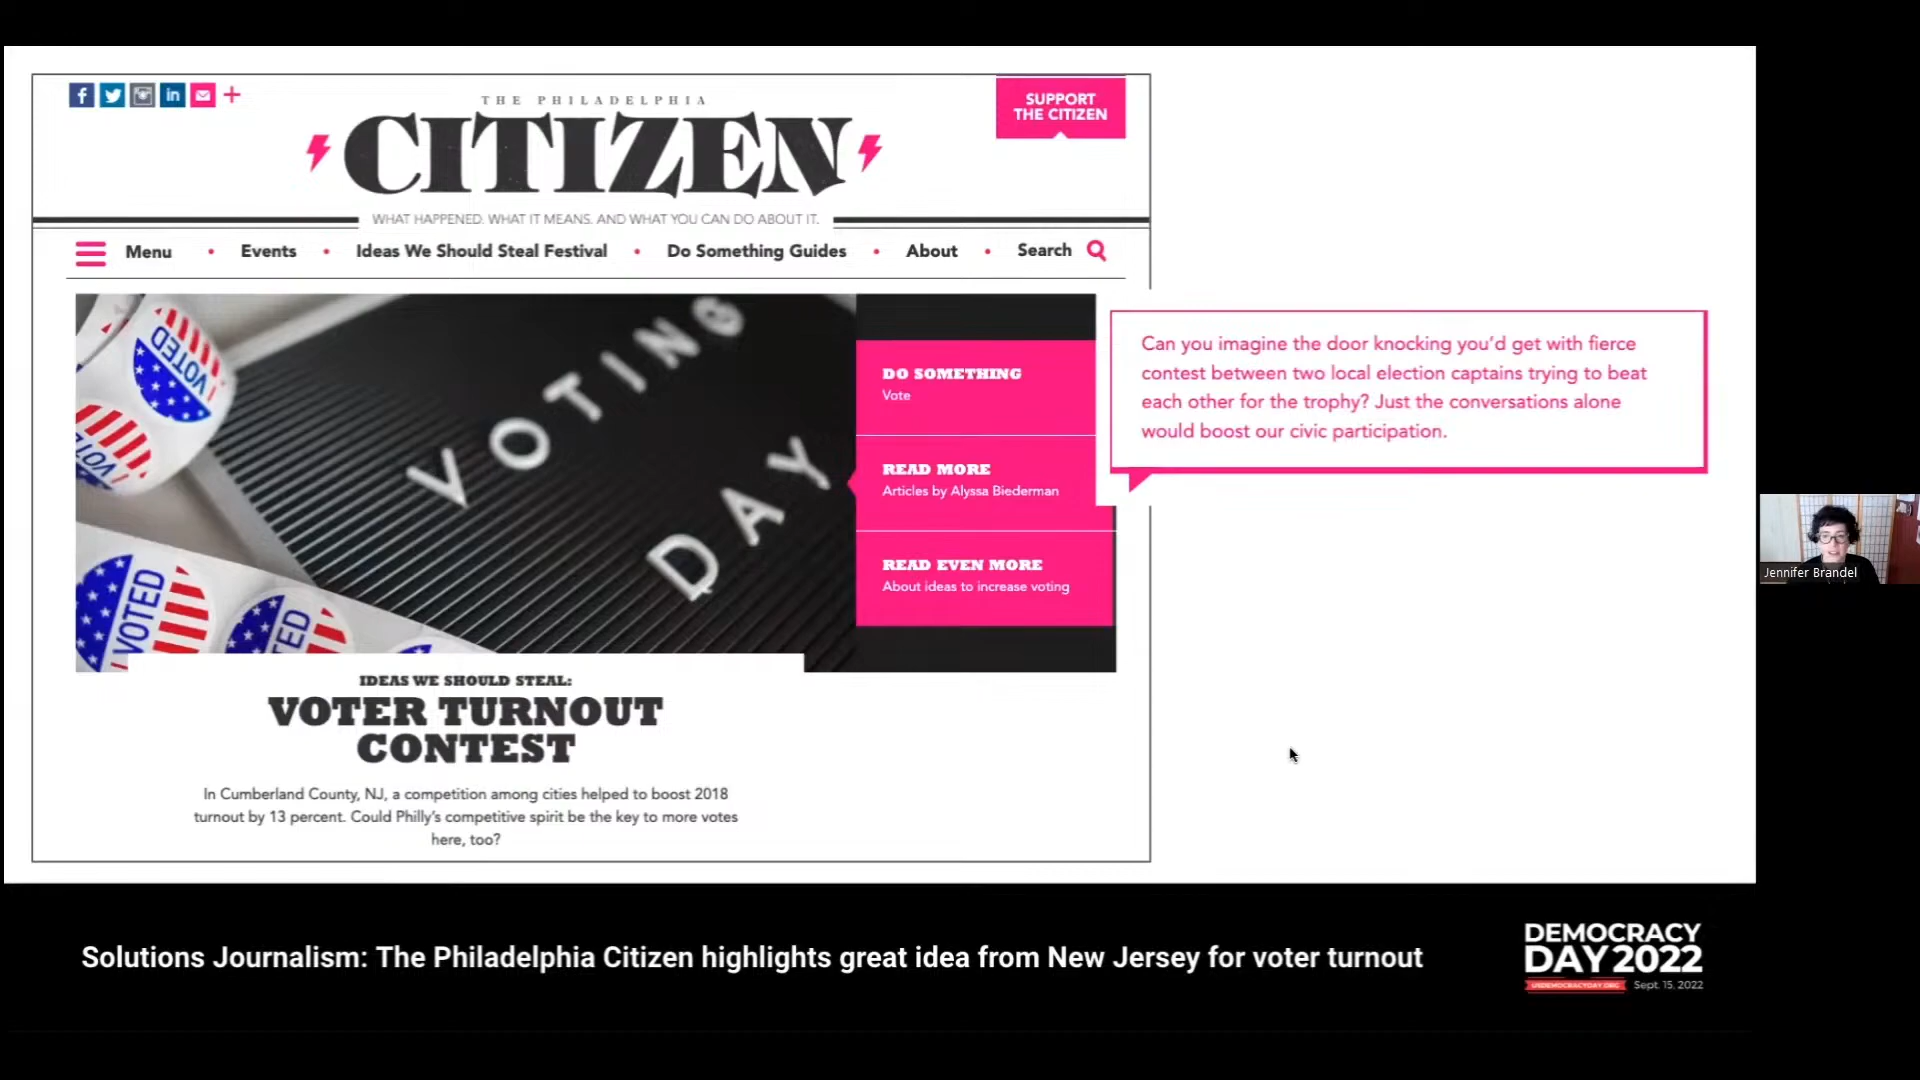 THE PHILADELPHIA
CITIZEN
SUPPORT
THE CITIZEN
WHAT HAPPENED. WHAT IT MEANS. AND WHAT YOU CAN DO ABOUT IT.
Menu • Events • Ideas We Should Steal Festival • Do Something Guides • About • Search
VOTED
VOTED
VOTED
VOTING
DAY
DO SOMETHING
Vote
READ MORE
Articles by Alyssa Biederman
READ EVEN MORE
About ideas to increase voting
Can you imagine the door knocking you’d get with fierce
contest between two local election captains trying to beat
each other for the trophy? Just the conversations alone
would boost our civic participation.
IDEAS WE SHOULD STEAL:
VOTER TURNOUT
CONTEST
In Cumberland County, NJ, a competition among cities helped to boost 2018
turnout by 13 percent. Could Philly’s competitive spirit be the key to more votes
here, too?
Jennifer Brandel
Solutions Journalism: The Philadelphia Citizen highlights great idea from New Jersey for voter turnout
DEMOCRACY
DAY 2022
USDEMOCRACYDAY.ORG Sept. 15, 2022